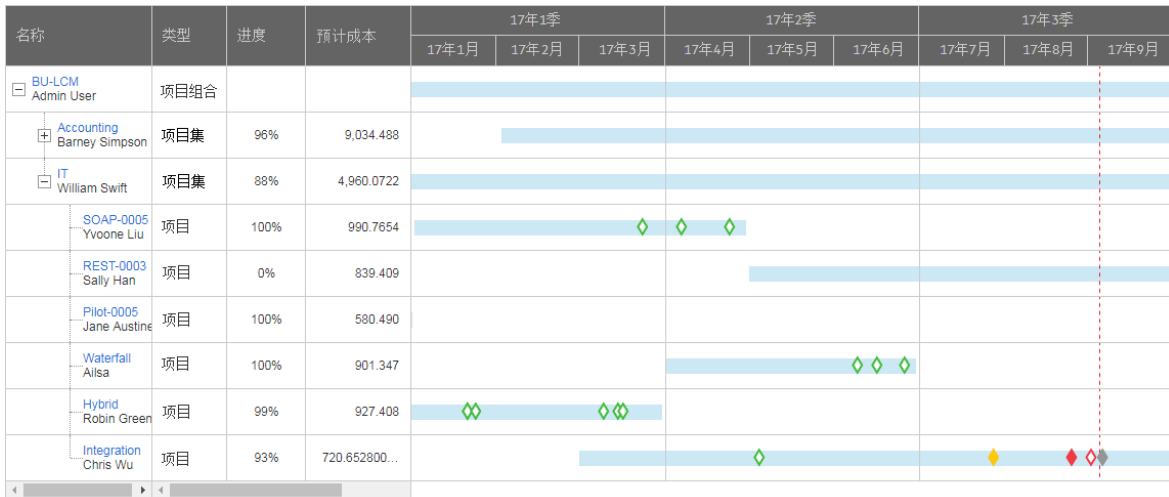 名称 类型 进度 预计成本 17年1季 17年2季 17年3季
17年1月 17年2月 17年3月 17年4月 17年5月 17年6月 17年7月 17年8月 17年9月
BU-LCM
Admin User 项目组合
Accounting
Barney Simpson 项目集 96% 9,034.488
IT
William Swift 项目集 88% 4,960.0722
SOAP-0005
Yvoone Liu 项目 100% 990.7654
REST-0003
Sally Han 项目 0% 839.409
Pilot-0005
Jane Austine 项目 100% 580.490
Waterfall
Ailsa 项目 100% 901.347
Hybrid
Robin Green 项目 99% 927.408
Integration
Chris Wu 项目 93% 720.652800...